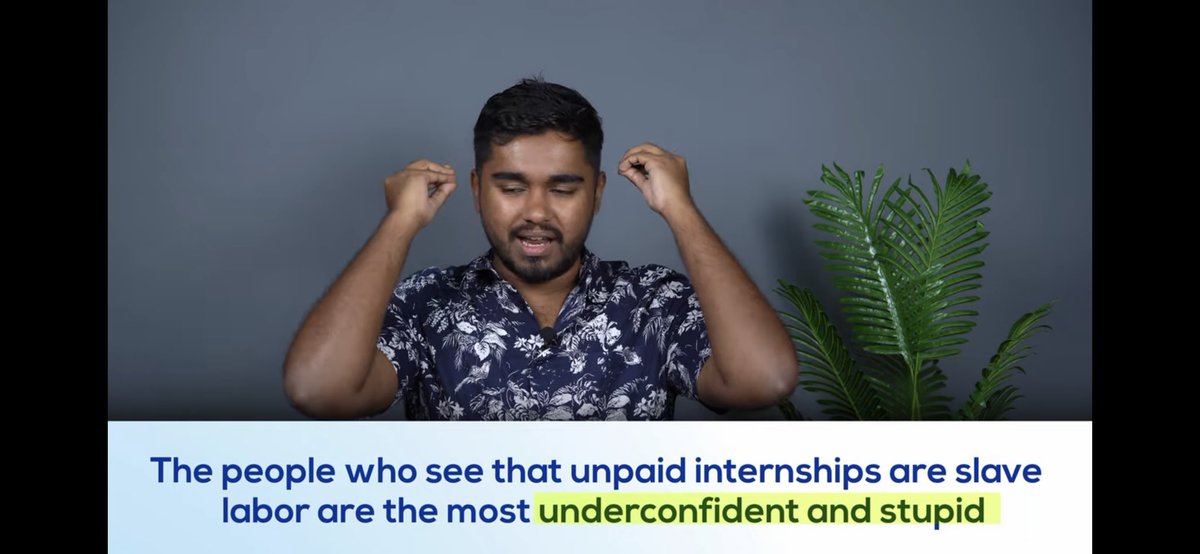 The people who see that unpaid internships are slave
labor are the most underconfident and stupid